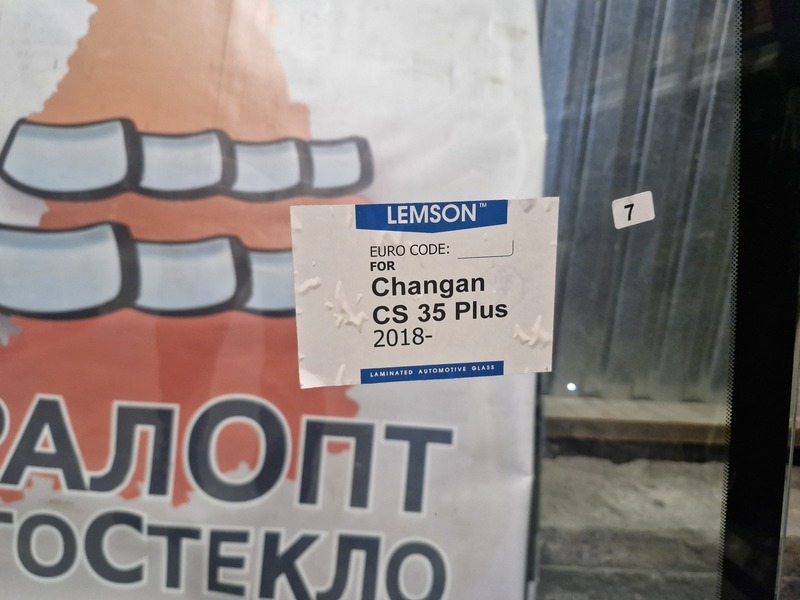 LEMSON™
EURO CODE:
FOR
Changan
CS 35 Plus
2018-
LAMINATED AUTOMOTIVE GLASS
7
РАЛОПТ
ТОСТЕКЛО